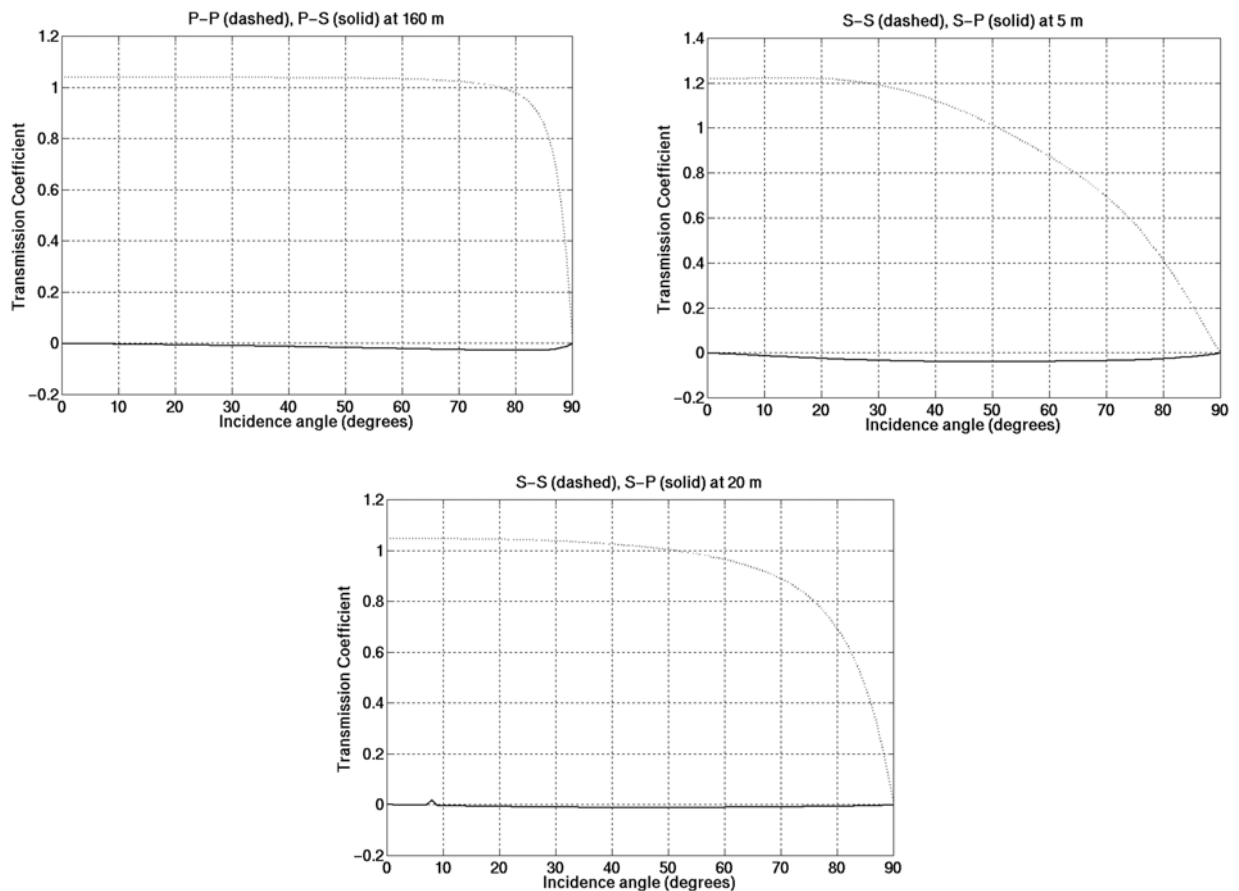 P-P (dashed), P-S (solid) at 160 m
1.2
1
0.8
0.6
0.4
0.2
0
-0.2
Transmission Coefficient
0 10 20 30 40 50 60 70 80 90
Incidence angle (degrees)
S-S (dashed), S-P (solid) at 5 m
1.4
1.2
1
0.8
0.6
0.4
0.2
0
-0.2
Transmission Coefficient
0 10 20 30 40 50 60 70 80 90
Incidence angle (degrees)
S-S (dashed), S-P (solid) at 20 m
1.2
1
0.8
0.6
0.4
0.2
0
-0.2
Transmission Coefficient
0 10 20 30 40 50 60 70 80 90
Incidence angle (degrees)